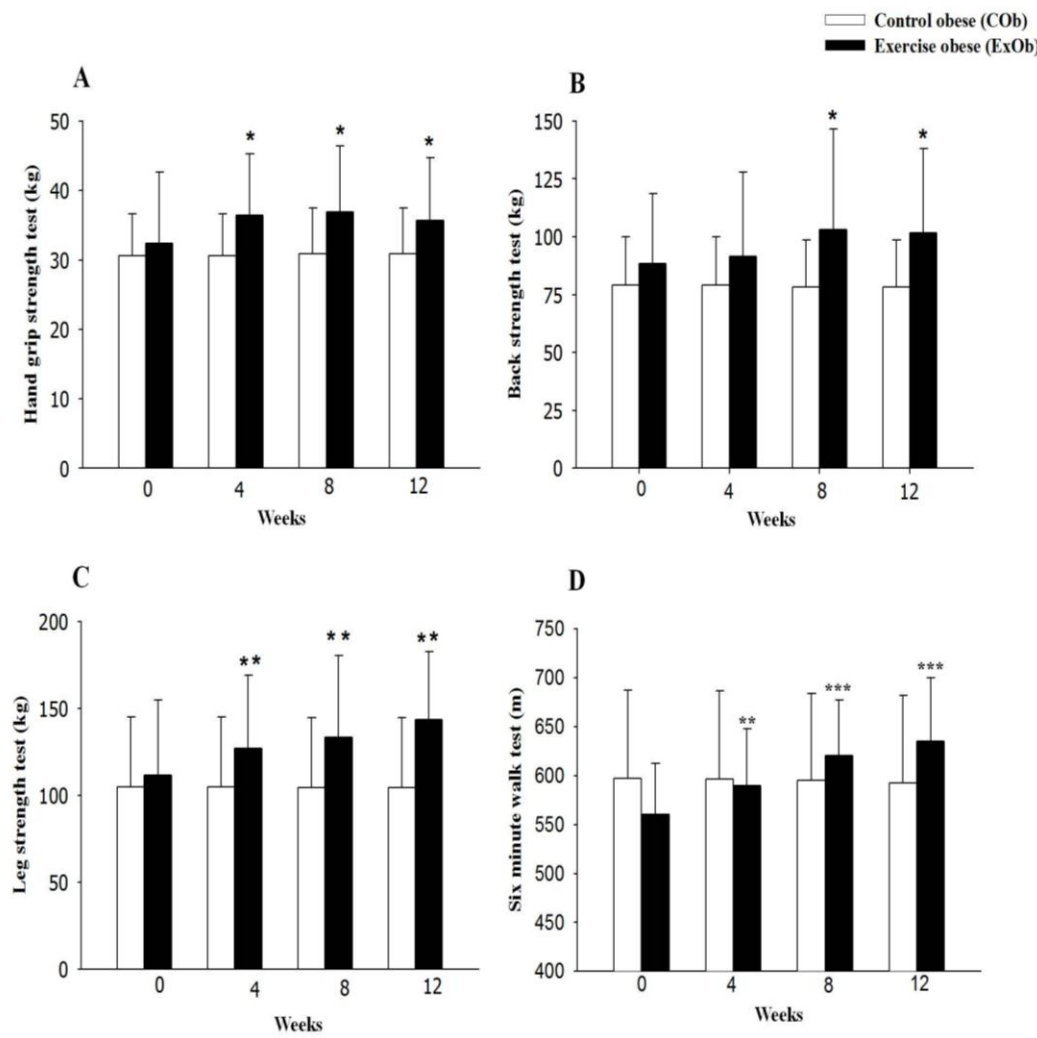 Control obese (COb)
Exercise obese (ExOb)
A
50
40
30
20
10
0
Hand grip strength test (kg)
* * *
0 4 8 12
Weeks
B
150
125
100
75
50
25
0
Back strength test (kg)
* *
0 4 8 12
Weeks
C
200
150
100
50
0
Leg strength test (kg)
** ** **
0 4 8 12
Weeks
D
750
700
650
600
550
500
450
400
Six minute walk test (m)
** *** ***
0 4 8 12
Weeks